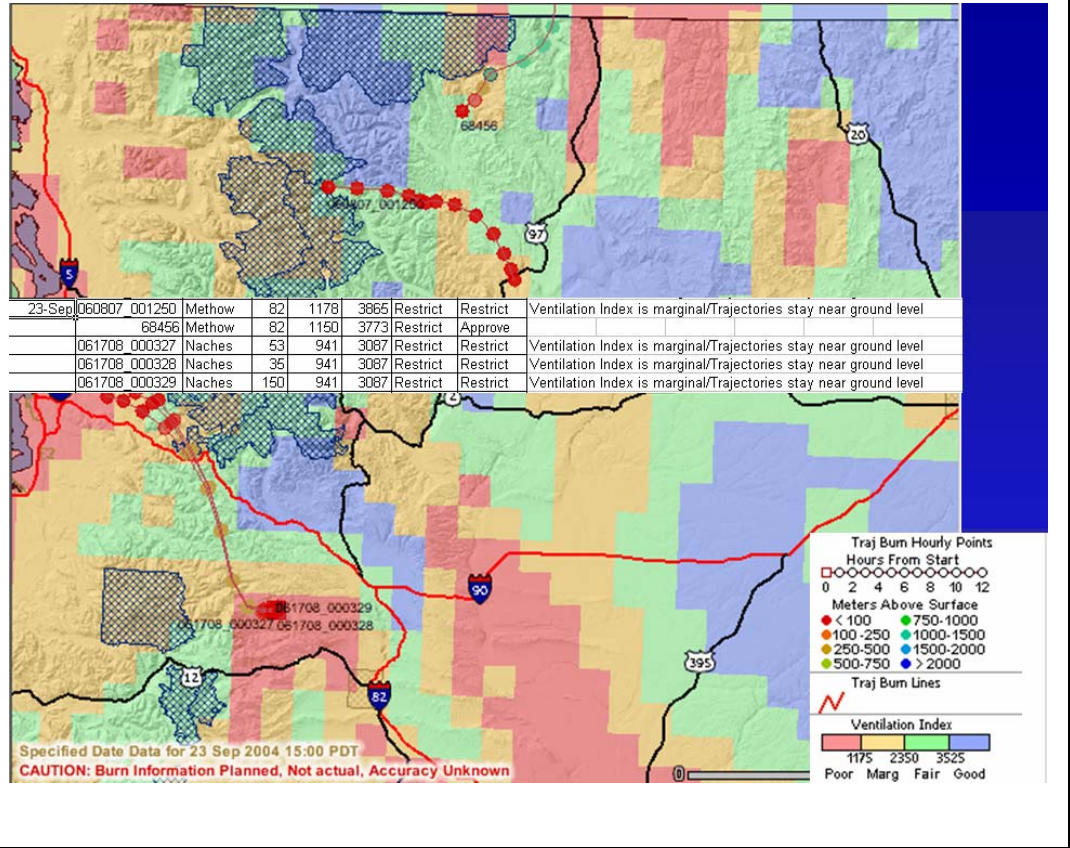 68456
20
060807_00125
97
5
23-Sep 060807_001250 Methow 82 1178 3865 Restrict Restrict Ventilation Index is marginal/Trajectories stay near ground level
68456 Methow 82 1150 3773 Restrict Approve
061708_000327 Naches 53 941 3087 Restrict Restrict Ventilation Index is marginal/Trajectories stay near ground level
061708_000328 Naches 35 941 3087 Restrict Restrict Ventilation Index is marginal/Trajectories stay near ground level
061708_000329 Naches 150 941 3087 Restrict Restrict Ventilation Index is marginal/Trajectories stay near ground level
2
90
061708_000329
061708_000327 061708_000328
12
395
82
Traj Burn Hourly Points
Hours From Start
0 2 4 6 8 10 12
Meters Above Surface
< 100 750-1000
100-250 1000-1500
250-500 1500-2000
500-750 > 2000
Traj Burn Lines
Ventilation Index
1175 2350 3525
Poor Marg Fair Good
Specified Date Data for 23 Sep 2004 15:00 PDT
CAUTION: Burn Information Planned, Not actual, Accuracy Unknown
0